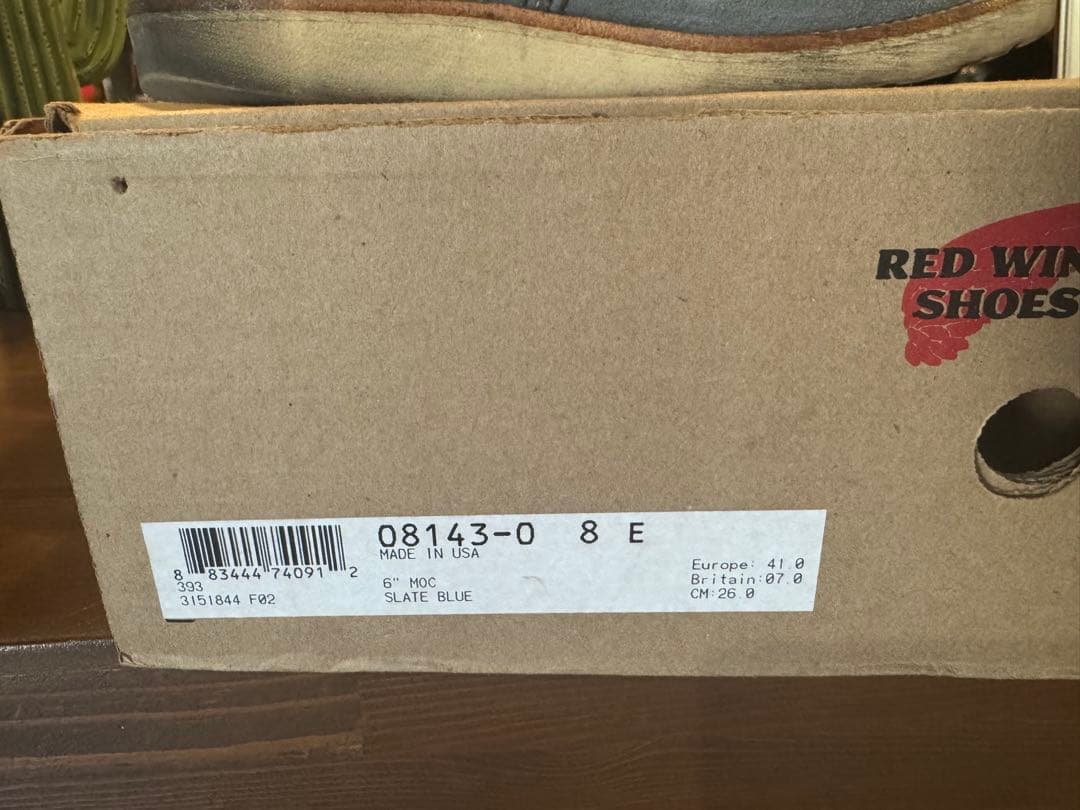 RED WIN
SHOES
08143-0 8 E
MADE IN USA
8 83444 74091 2
393
3151844 F02
6" MOC
SLATE BLUE
Europe: 41.0
Britain:07.0
CM:26.0